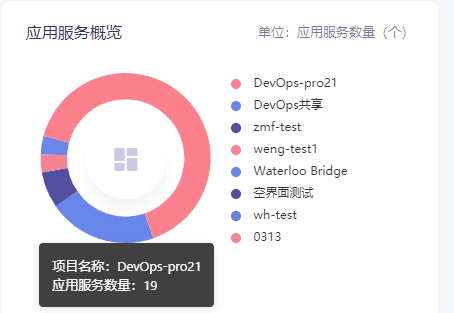 应用服务概览
单位：应用服务数量（个）
DevOps-pro21
DevOps共享
zmf-test
weng-test1
Waterloo Bridge
空界面测试
wh-test
0313
项目名称：DevOps-pro21
应用服务数量：19